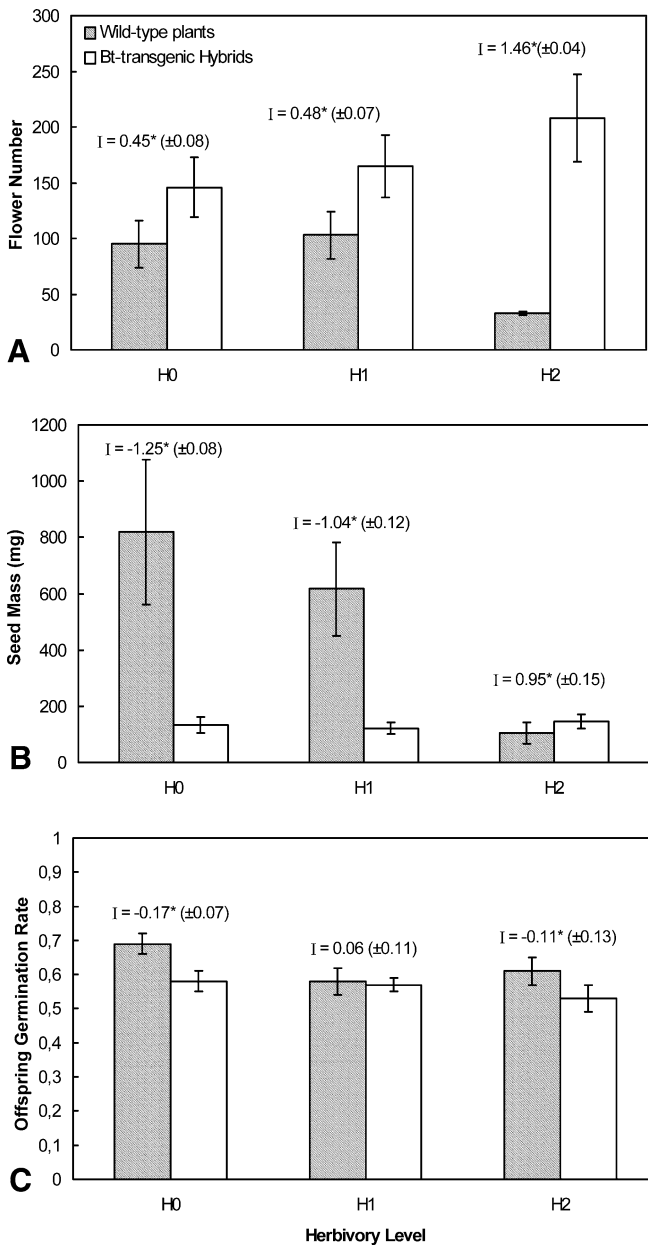 300
Wild-type plants
Bt-transgenic Hybrids
I = 1.46*(±0.04)
250
200
I = 0.45* (±0.08)
I = 0.48* (±0.07)
150
100
50
0
Flower Number
A
H0
H1
H2
1200
I = -1.25* (±0.08)
1000
I = -1.04* (±0.12)
800
600
400
I = 0.95* (±0.15)
200
0
Seed Mass (mg)
B
H0
H1
H2
1
0,9
0,8
I = -0.17* (±0.07)
I = 0.06 (±0.11)
I = -0.11* (±0.13)
0,7
0,6
0,5
0,4
0,3
0,2
0,1
0
Offspring Germination Rate
C
H0
H1
H2
Herbivory Level